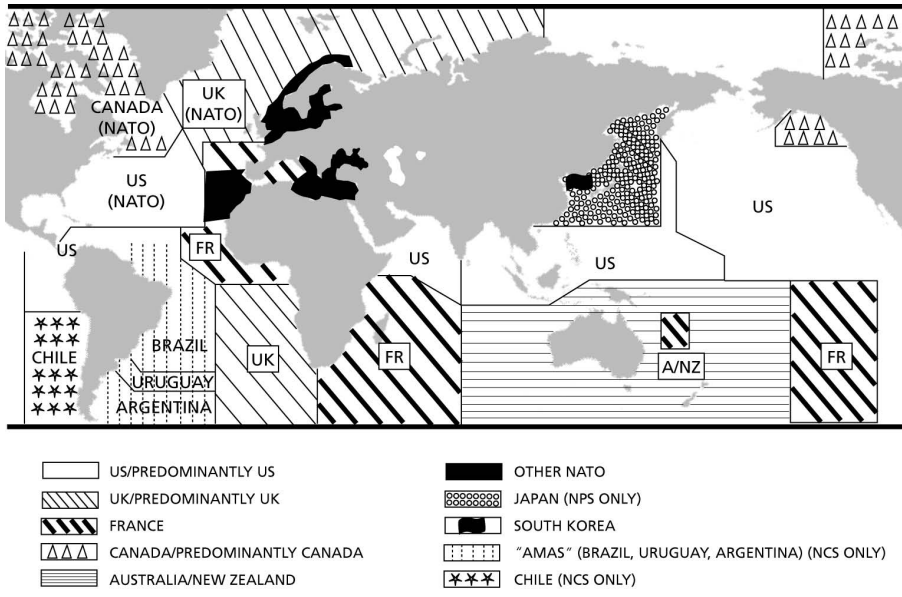 CANADA
(NATO)
UK
(NATO)
US
(NATO)
US
US
FR
US
US
CHILE
BRAZIL
URUGUAY
ARGENTINA
UK
FR
A/NZ
FR
US/PREDOMINANTLY US
UK/PREDOMINANTLY UK
FRANCE
CANADA/PREDOMINANTLY CANADA
AUSTRALIA/NEW ZEALAND
OTHER NATO
JAPAN (NPS ONLY)
SOUTH KOREA
"AMAS" (BRAZIL, URUGUAY, ARGENTINA) (NCS ONLY)
CHILE (NCS ONLY)